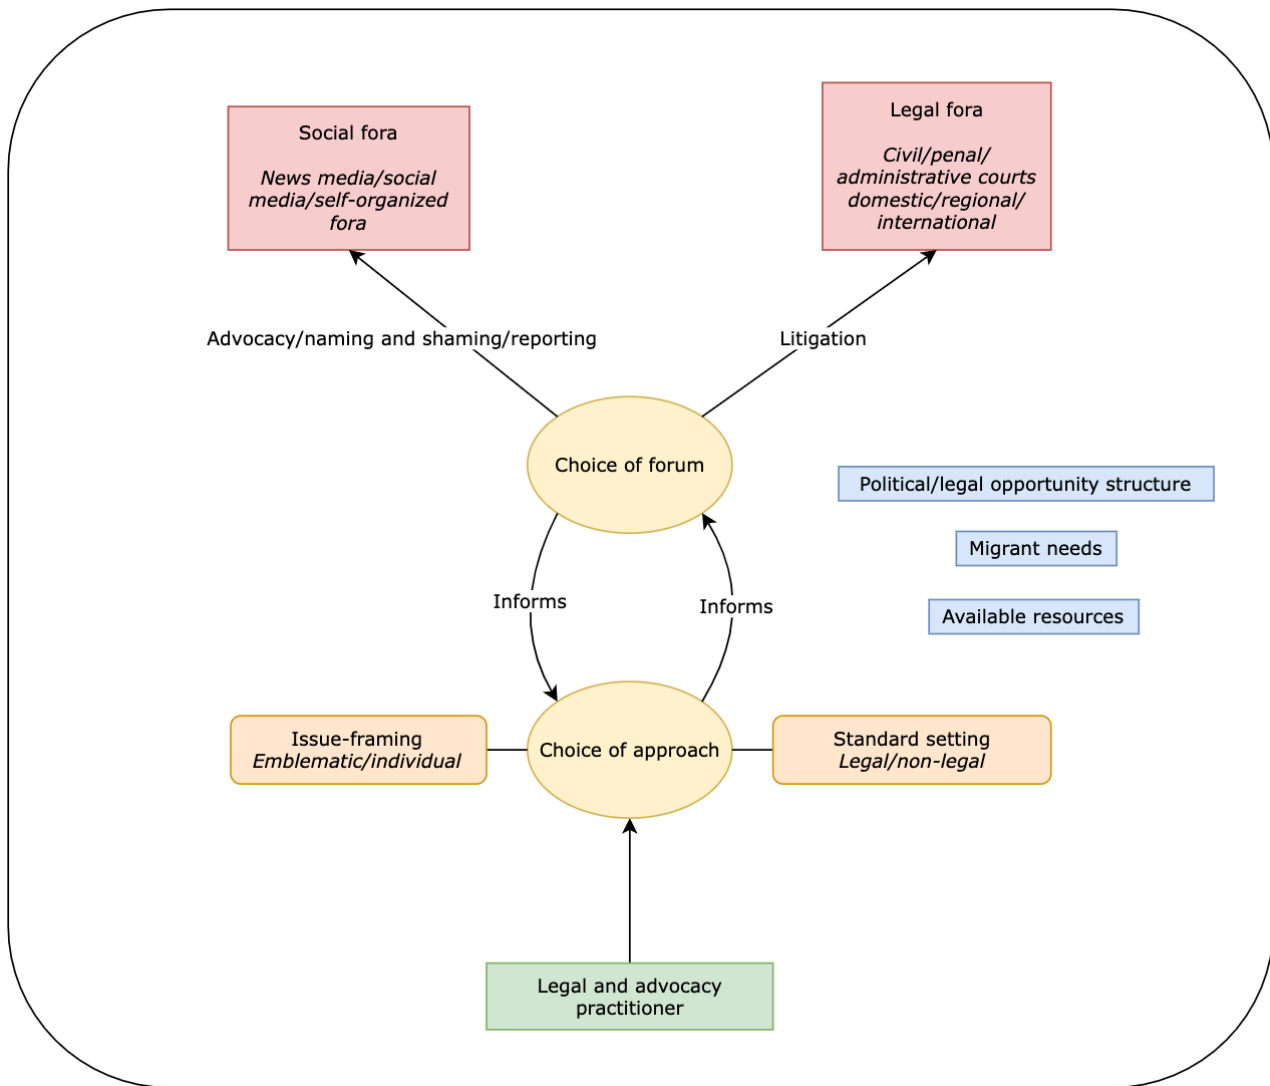 Social fora
News media/social
media/self-organized
fora
Legal fora
Civil/penal/
administrative courts
domestic/regional/
international
Advocacy/naming and shaming/reporting
Litigation
Choice of forum
Political/legal opportunity structure
Migrant needs
Available resources
Informs
Informs
Issue-framing
Emblematic/individual
Choice of approach
Standard setting
Legal/non-legal
Legal and advocacy
practitioner